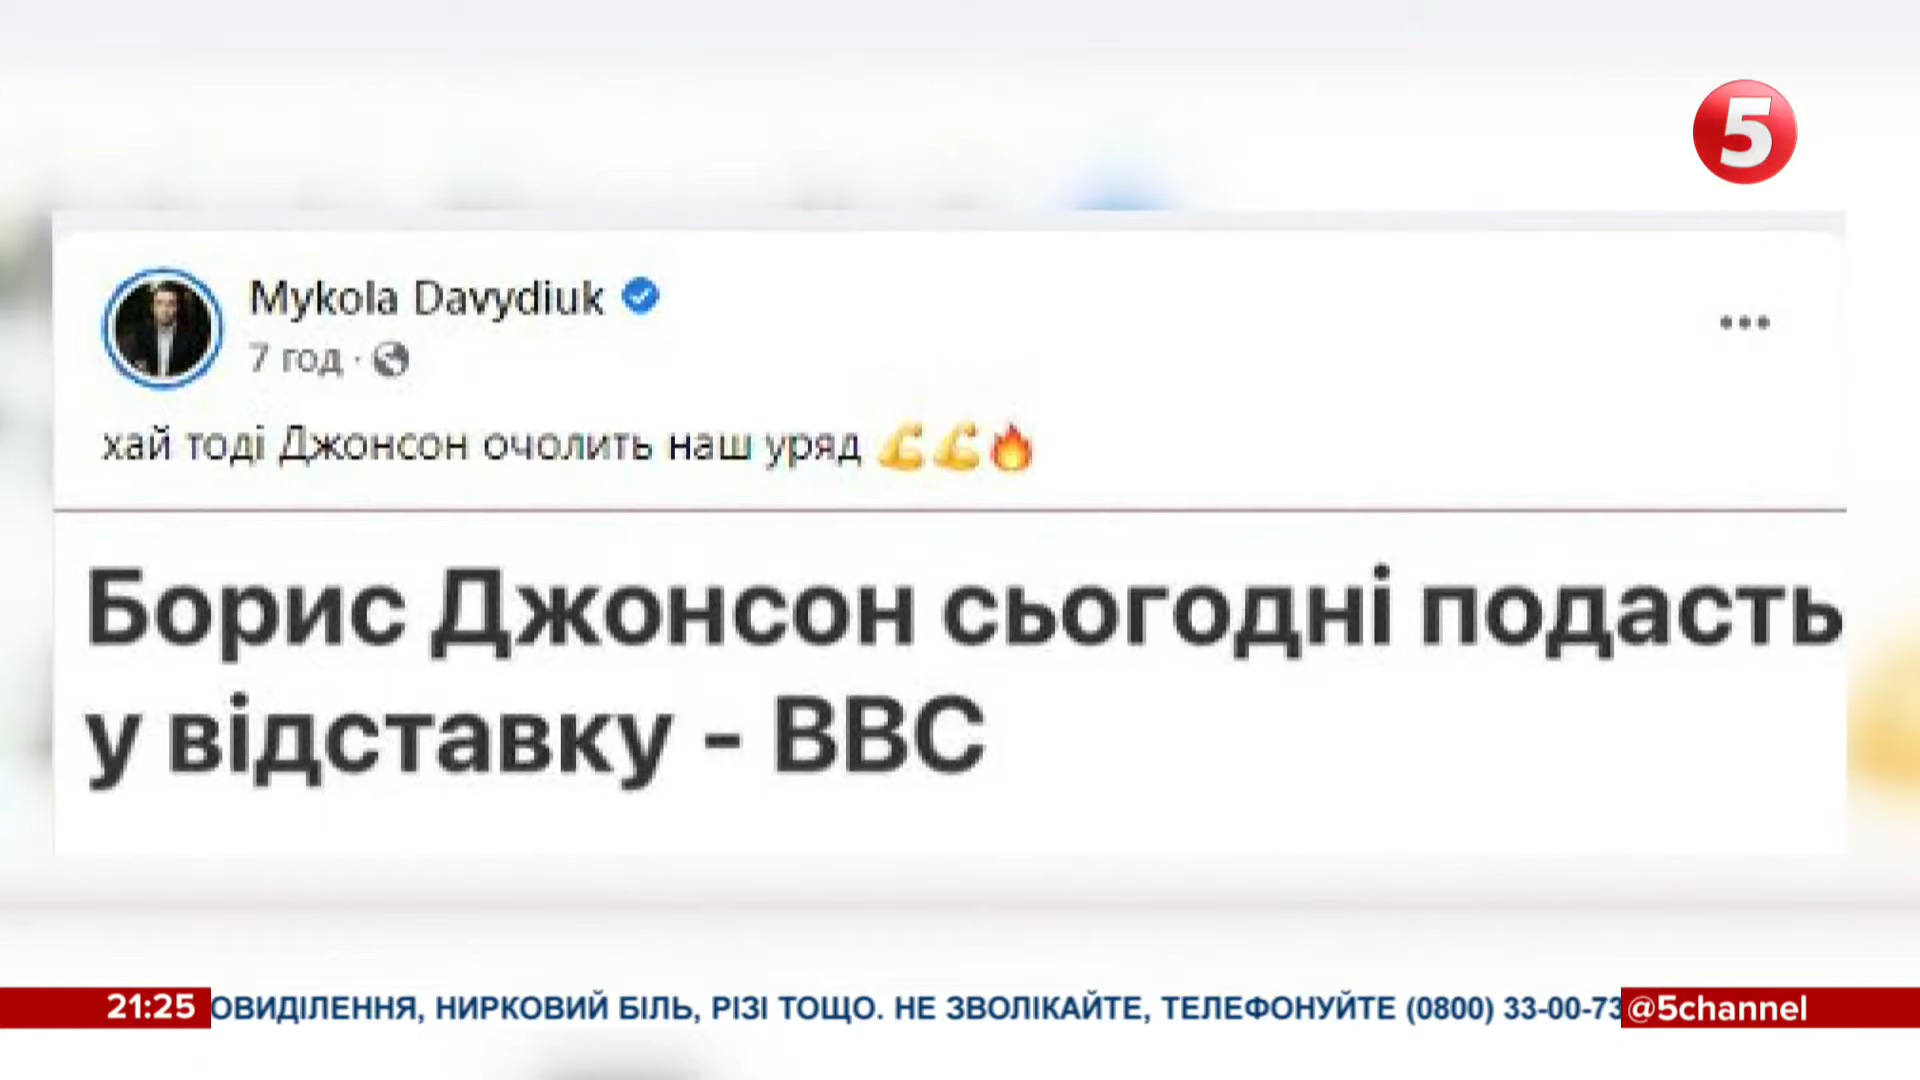 5
Mykola Davydiuk
7 год ·
хай тоді Джонсон очолить наш уряд 💪💪🔥
Борис Джонсон сьогодні подасть
у відставку - BBC
21:25 ОВИДІЛЕННЯ, НИРКОВИЙ БІЛЬ, РІЗІ ТОЩО. НЕ ЗВОЛІКАЙТЕ, ТЕЛЕФОНУЙТЕ (0800) 33-00-73 @5channel